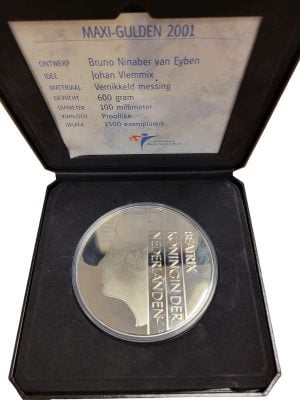 MAXI-GULDEN 2001
ONTWERP : Bruno Ninaber van Eyben
IDEE : Johan Vlemmix
MATERIAAL : Vernikkeld messing
GEWICHT : 600 gram
DIAMETER : 100 millimeter
KWALITEIT : Prooflike
OPLAGE : 1500 exemplaren
BEATRIX
KONINGIN DER
NEDERLANDEN